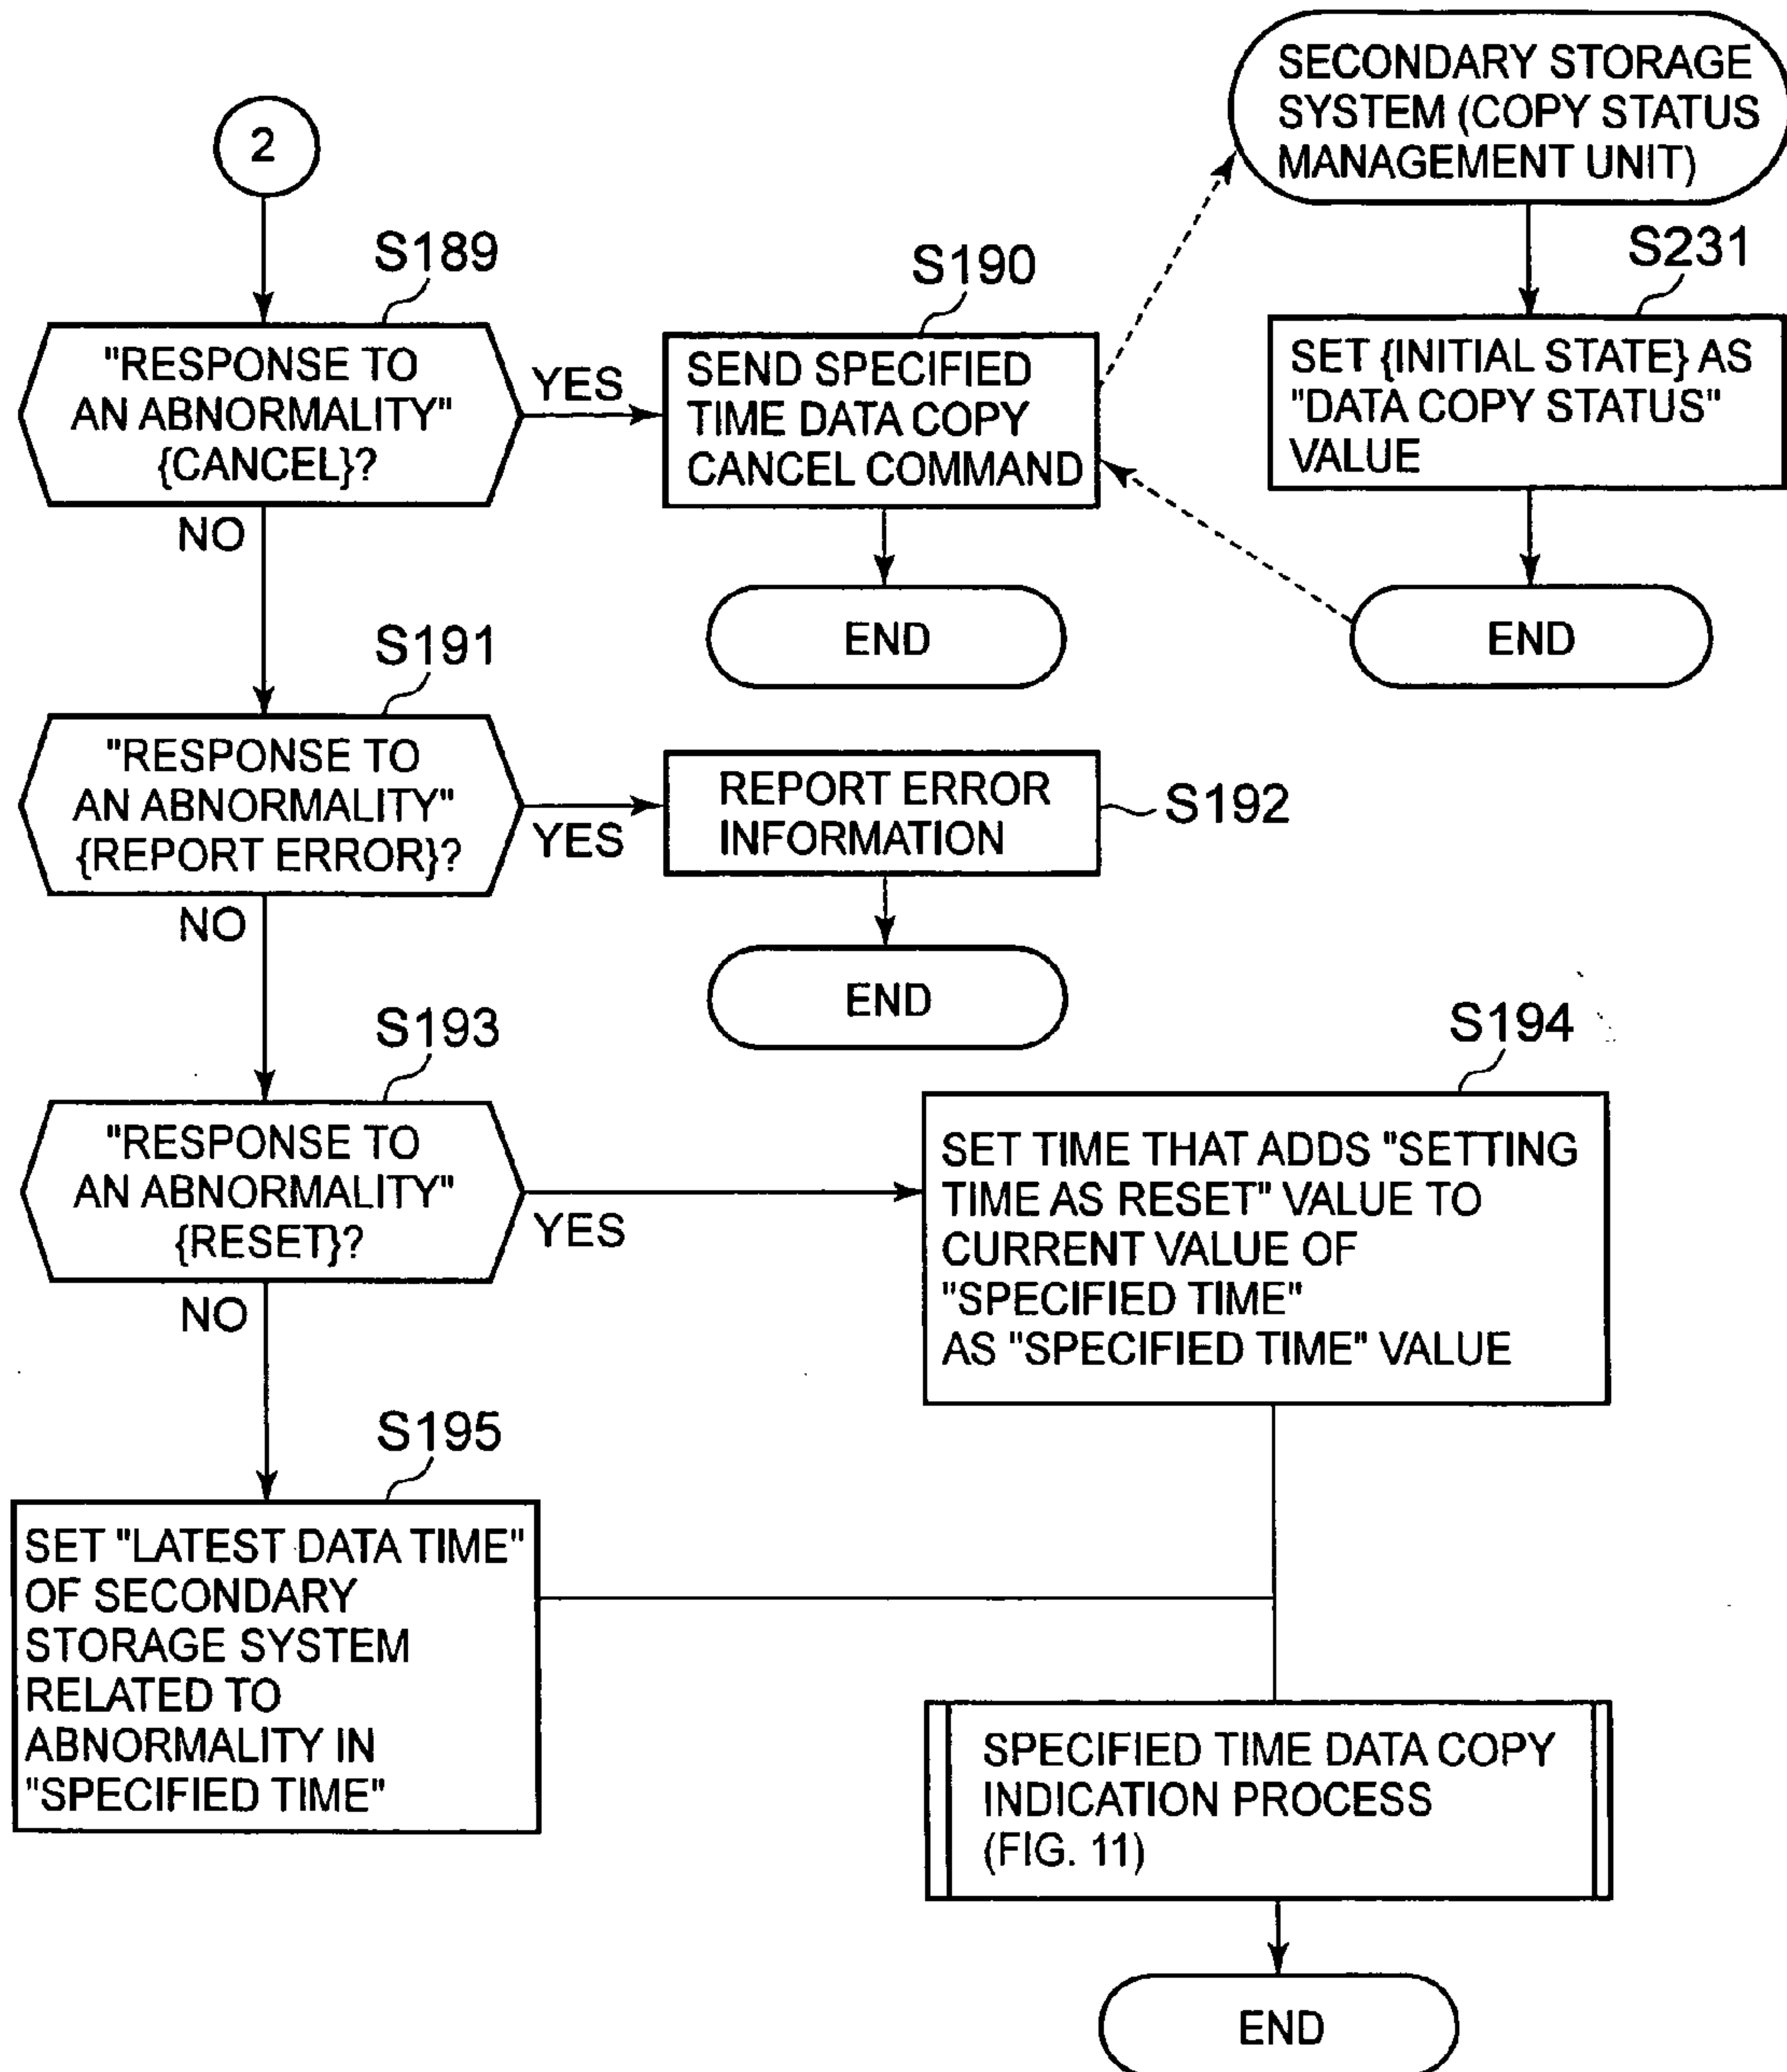 2
SECONDARY STORAGE
SYSTEM (COPY STATUS
MANAGEMENT UNIT)
S189
"RESPONSE TO
AN ABNORMALITY"
{CANCEL}?
YES
NO
S190
SEND SPECIFIED
TIME DATA COPY
CANCEL COMMAND
END
S231
SET {INITIAL STATE} AS
"DATA COPY STATUS"
VALUE
END
S191
"RESPONSE TO
AN ABNORMALITY"
{REPORT ERROR}?
YES
NO
REPORT ERROR
INFORMATION
S192
END
S193
"RESPONSE TO
AN ABNORMALITY"
{RESET}?
YES
NO
S194
SET TIME THAT ADDS "SETTING
TIME AS RESET" VALUE TO
CURRENT VALUE OF
"SPECIFIED TIME"
AS "SPECIFIED TIME" VALUE
S195
SET "LATEST DATA TIME"
OF SECONDARY
STORAGE SYSTEM
RELATED TO
ABNORMALITY IN
"SPECIFIED TIME"
SPECIFIED TIME DATA COPY
INDICATION PROCESS
(FIG. 11)
END